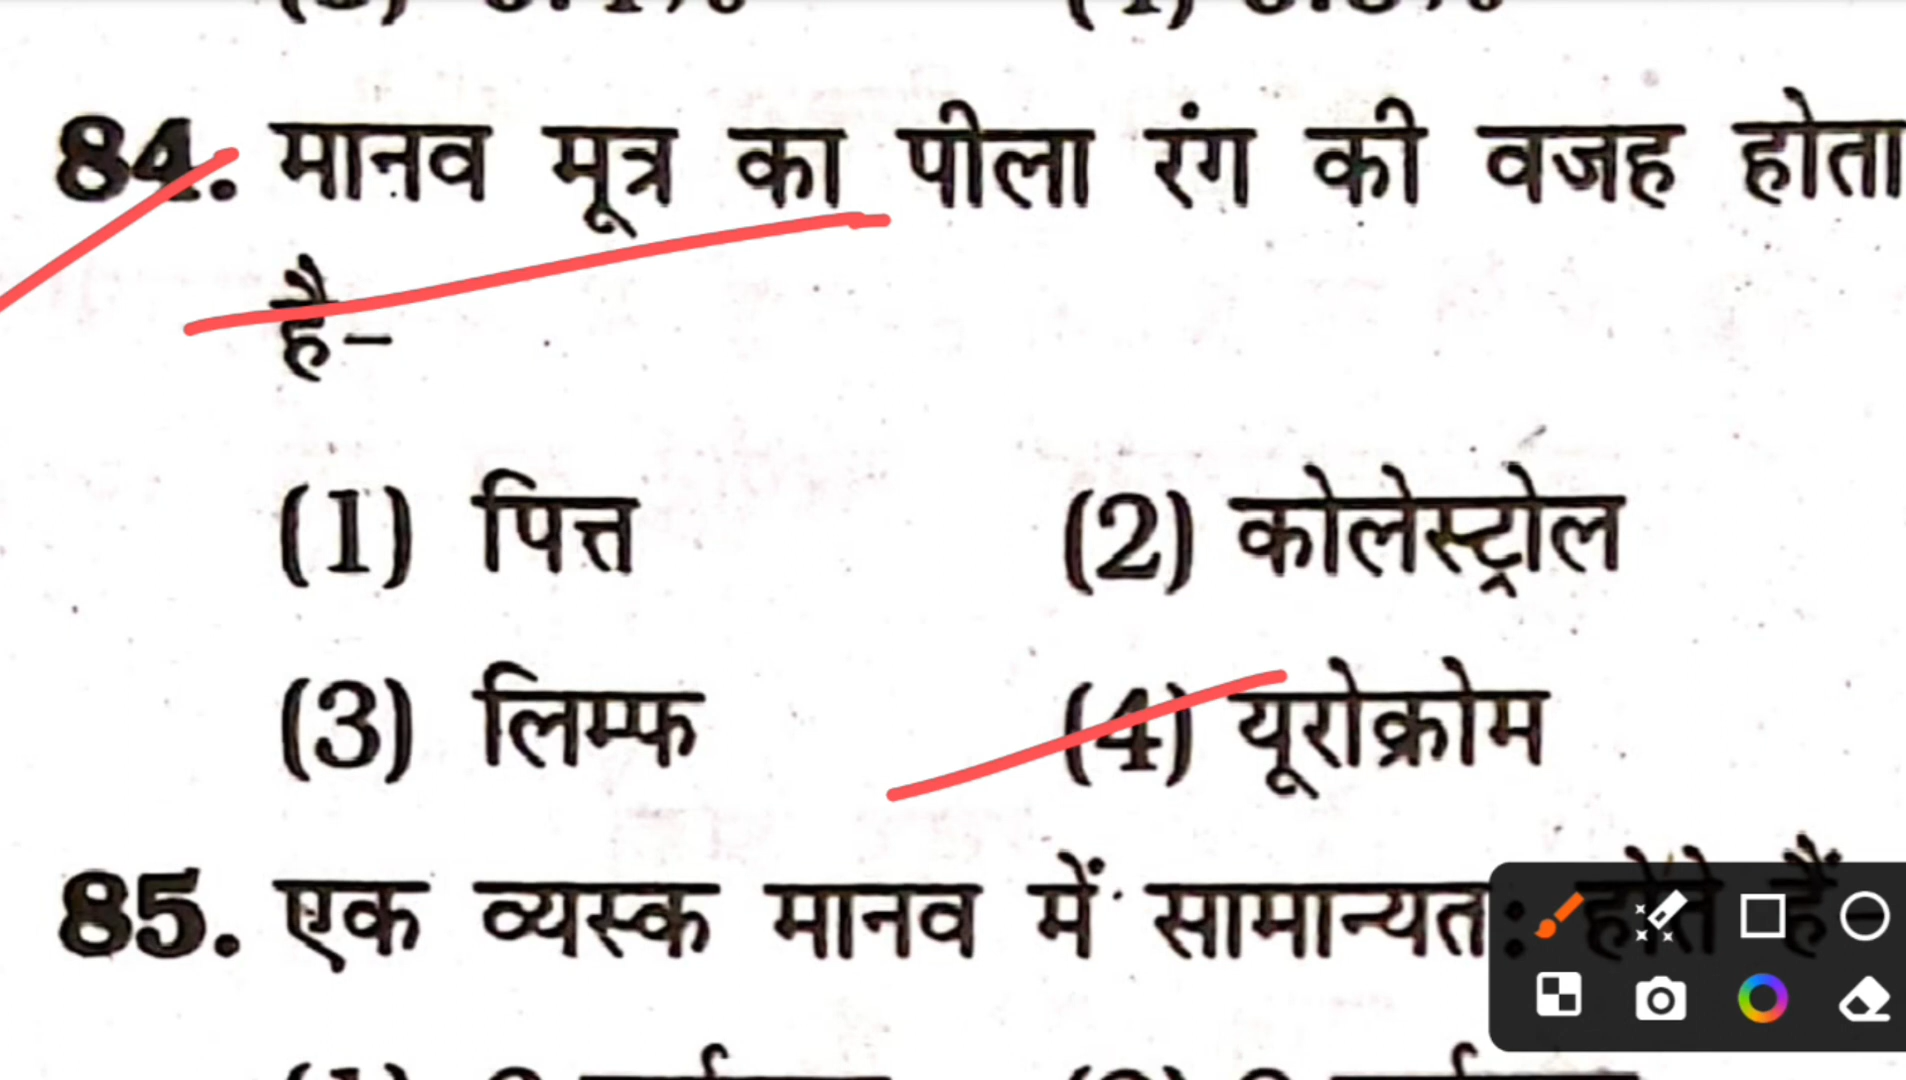 84. मानव मूत्र का पीला रंग की वजह होता
है–
(1) पित्त (2) कोलेस्ट्रोल
(3) लिम्फ (4) यूरोक्रोम
85. एक व्यस्क मानव में सामान्यत: होते हैं–